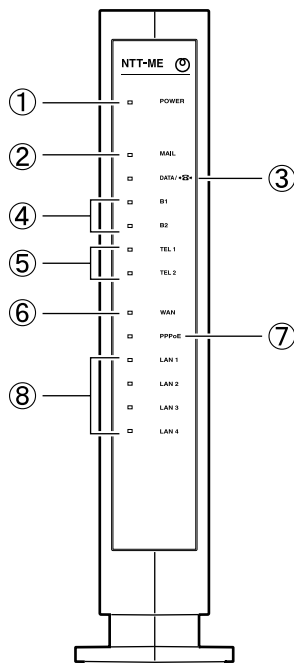 NTT-ME
① POWER
② MAIL
DATA/ ③
④ B1
B2
⑤ TEL 1
TEL 2
⑥ WAN
PPPoE ⑦
⑧ LAN 1
LAN 2
LAN 3
LAN 4